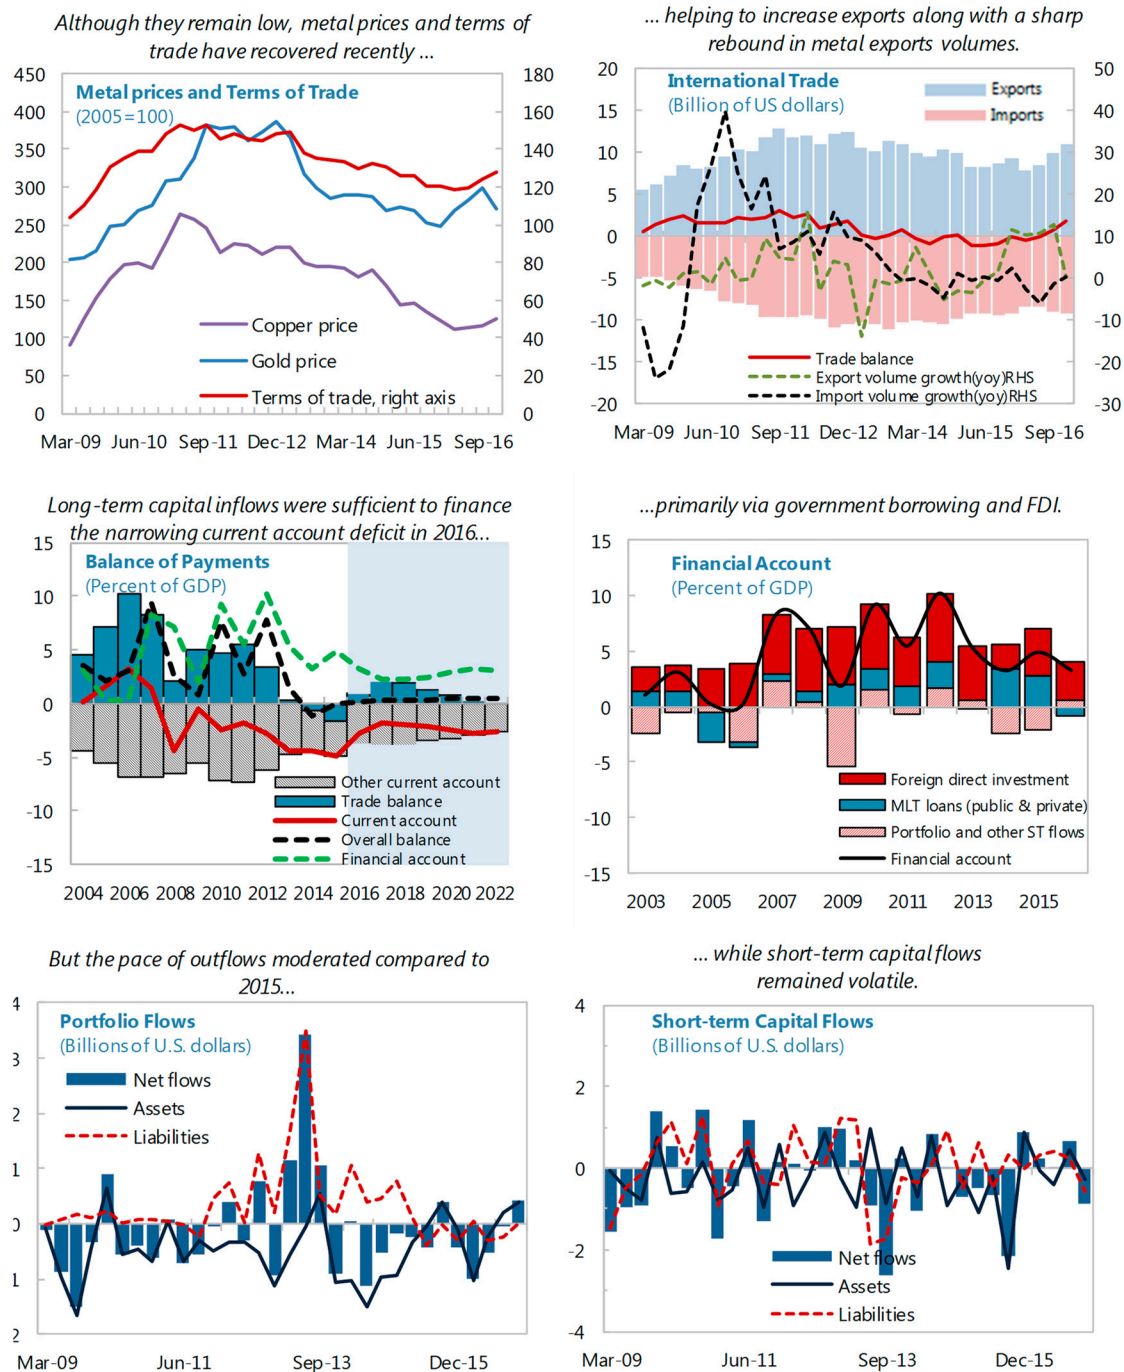 Although they remain low, metal prices and terms of
trade have recovered recently ...
Metal prices and Terms of Trade
(2005=100)
450
400
350
300
250
200
150
100
50
0
180
160
140
120
100
80
60
40
20
0
Copper price
Gold price
Terms of trade, right axis
Mar-09 Jun-10 Sep-11 Dec-12 Mar-14 Jun-15 Sep-16
... helping to increase exports along with a sharp
rebound in metal exports volumes.
International Trade
(Billion of US dollars)
Exports
Imports
20
15
10
5
0
-5
-10
-15
-20
50
40
30
20
10
0
-10
-20
-30
Trade balance
Export volume growth(yoy)RHS
Import volume growth(yoy)RHS
Mar-09 Jun-10 Sep-11 Dec-12 Mar-14 Jun-15 Sep-16
Long-term capital inflows were sufficient to finance
the narrowing current account deficit in 2016...
Balance of Payments
(Percent of GDP)
15
10
5
0
-5
-10
-15
Other current account
Trade balance
Current account
Overall balance
Financial account
2004 2006 2008 2010 2012 2014 2016 2018 2020 2022
...primarily via government borrowing and FDI.
Financial Account
(Percent of GDP)
15
10
5
0
-5
-10
-15
Foreign direct investment
MLT loans (public & private)
Portfolio and other ST flows
Financial account
2003 2005 2007 2009 2011 2013 2015
But the pace of outflows moderated compared to
2015...
Portfolio Flows
(Billions of U.S. dollars)
Net flows
Assets
Liabilities
4
3
2
1
0
1
2
Mar-09 Jun-11 Sep-13 Dec-15
... while short-term capital flows
remained volatile.
Short-term Capital Flows
(Billions of U.S. dollars)
4
2
0
-2
-4
Net flows
Assets
Liabilities
Mar-09 Jun-11 Sep-13 Dec-15